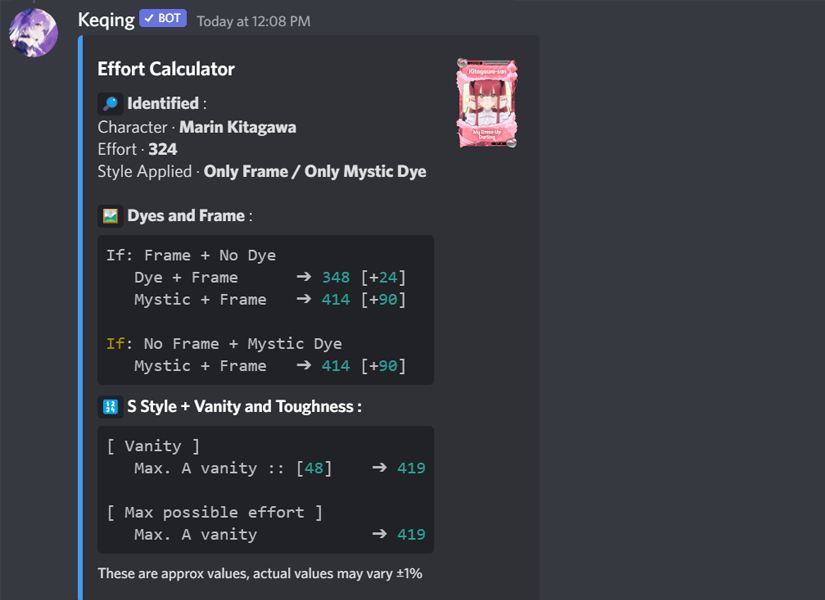 Keqing ✓ BOT Today at 12:08 PM
Effort Calculator
Kitagawa-san
My Dress-Up
Darling
Identified :
Character · Marin Kitagawa
Effort · 324
Style Applied · Only Frame / Only Mystic Dye
Dyes and Frame :
If: Frame + No Dye
Dye + Frame ➔ 348 [+24]
Mystic + Frame ➔ 414 [+90]
If: No Frame + Mystic Dye
Mystic + Frame ➔ 414 [+90]
S Style + Vanity and Toughness :
[ Vanity ]
Max. A vanity :: [48] ➔ 419
[ Max possible effort ]
Max. A vanity ➔ 419
These are approx values, actual values may vary ±1%